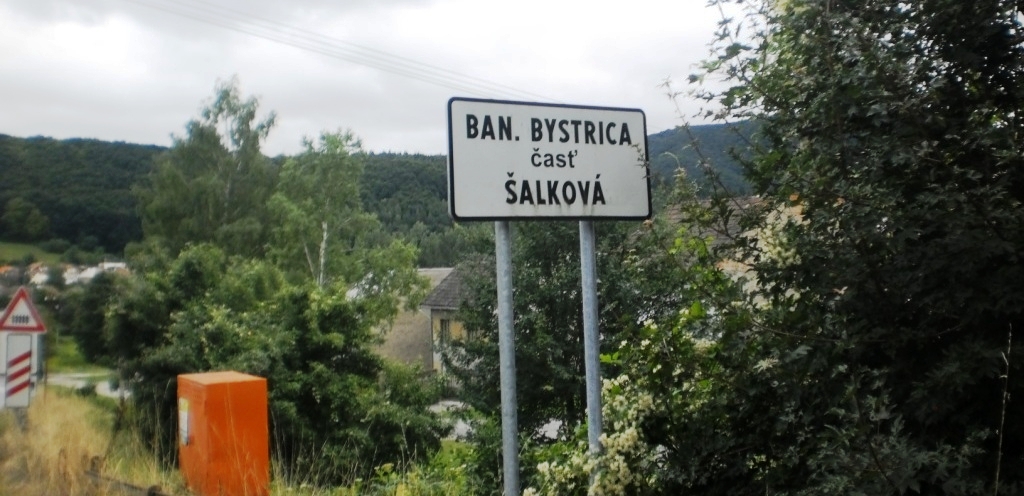 BAN. BYSTRICA
časť
ŠALKOVÁ